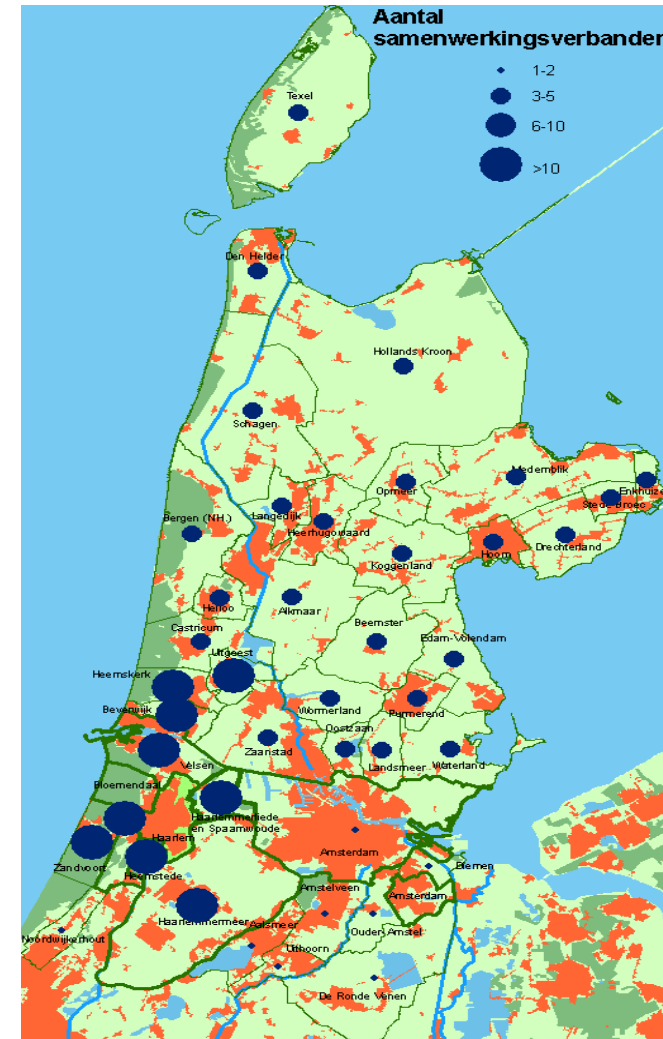 Aantal
samenwerkingsverbanden
1-2
3-5
6-10
>10
Texel
Den Helder
Hollands Kroon
Schagen
Medemblik
Opmeer
Enkhuize
Stede Broec
Langedijk
Bergen (NH.)
Heerhugowaard
Hoorn
Drechterland
Koggenland
Heiloo
Alkmaar
Beemster
Castricum
Uitgeest
Edam-Volendam
Heemskerk
Wormerland
Purmerend
Beverwijk
Oostzaan
Zaanstad
Landsmeer
Waterland
Velsen
Bloemendaal
Haarlemmerliede
en Spaarnwoude
Haarlem
Amsterdam
Zandvoort
Heemstede
Diemen
Amstelveen
Amsterdam
Haarlemmermeer
Aalsmeer
Ouder-Amstel
Noordwijkerhout
Uithoorn
De Ronde Venen